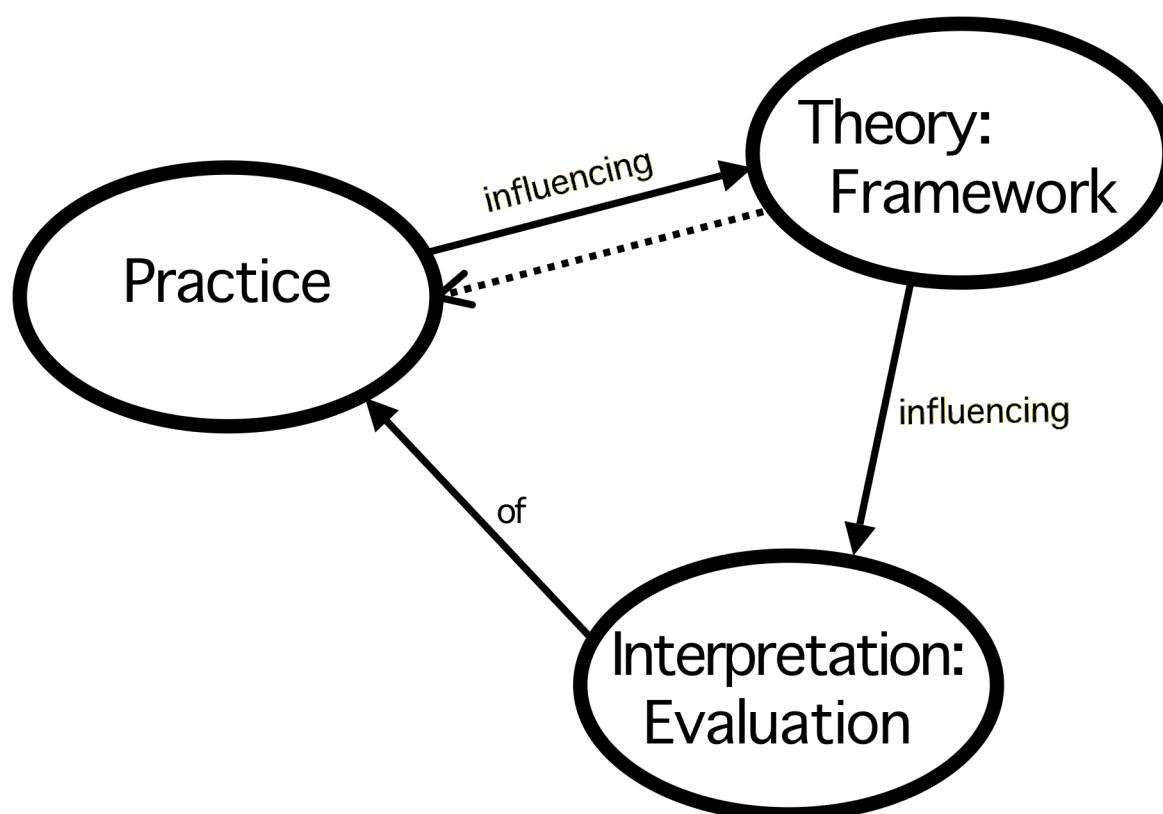 Theory:
Framework
influencing
Practice
influencing
of
Interpretation:
Evaluation